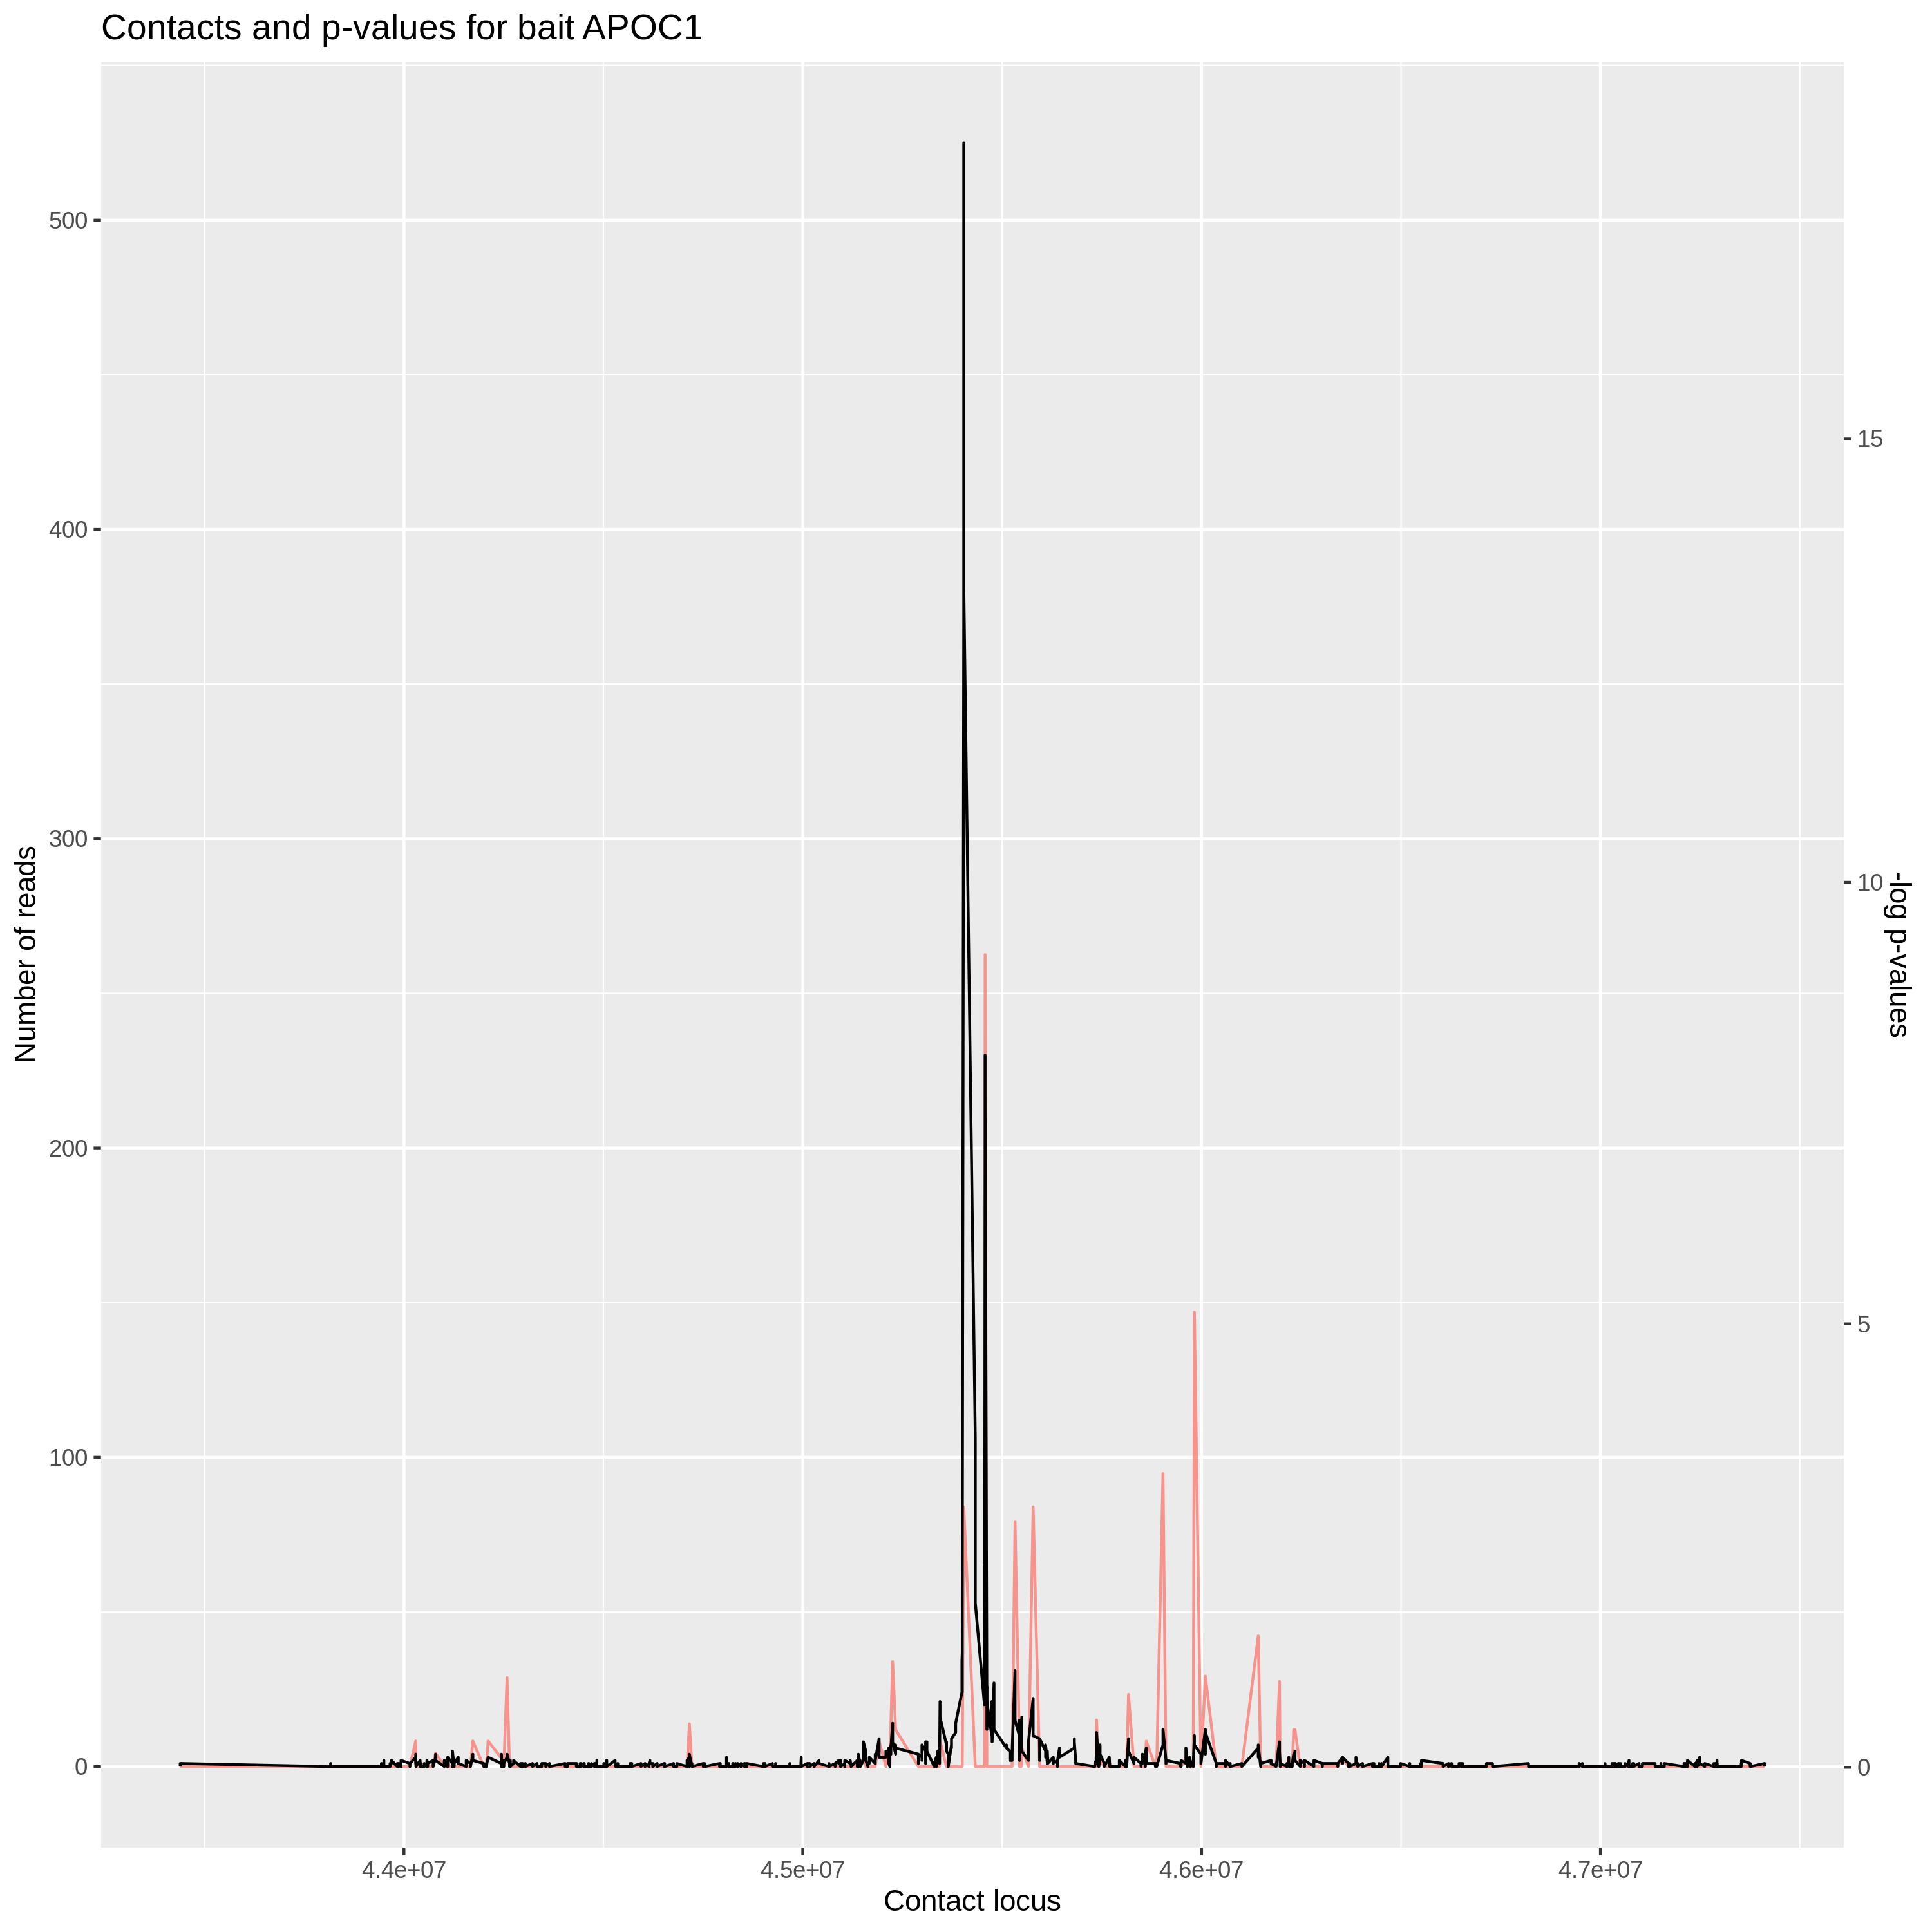 Contacts and p-values for bait APOC1
500
400
300
200
100
0
Number of reads
15
10
5
0
-log p-values
4.4e+07
4.5e+07
4.6e+07
4.7e+07
Contact locus